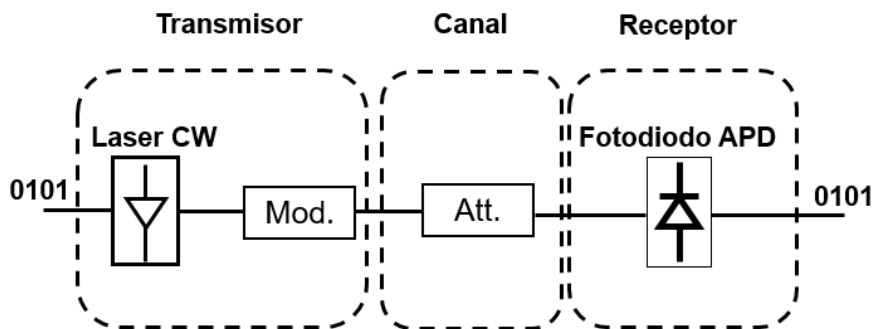 Transmisor
Canal
Receptor
Laser CW
Fotodiodo APD
0101
Mod.
Att.
0101